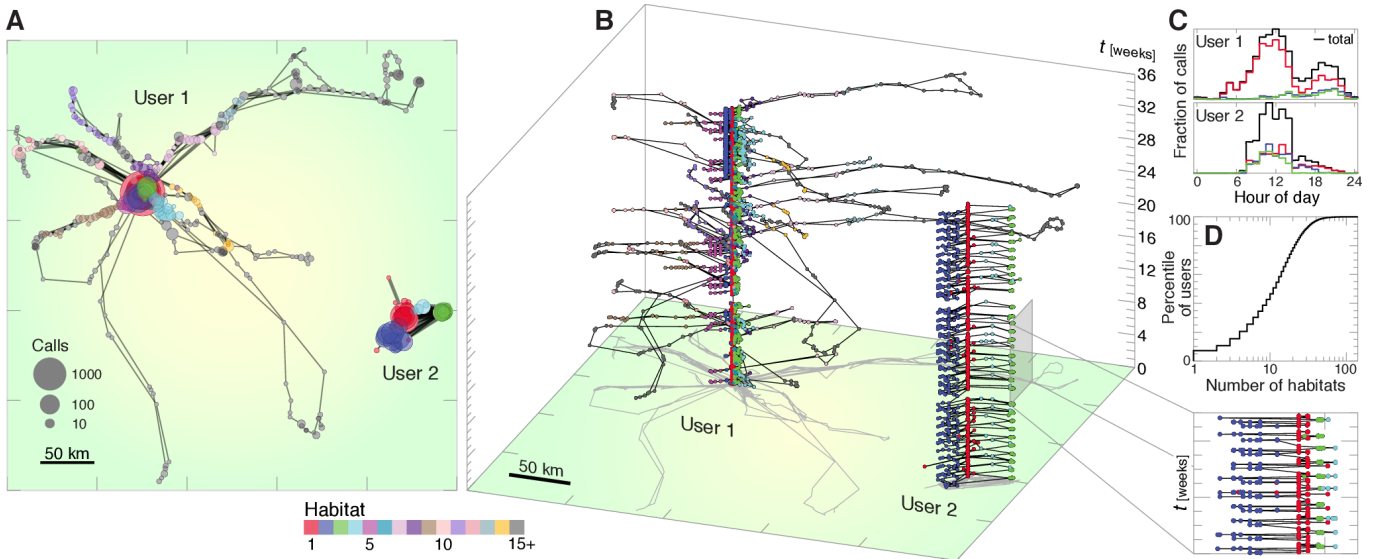 A
User 1
User 2
Calls
1000
100
10
50 km
Habitat
1
5
10
15+
B
t [weeks]
36
32
28
24
20
16
12
8
4
0
User 1
User 2
50 km
C
User 1
total
User 2
Fraction of calls
0
6
12
18
24
Hour of day
D
100
0
Percentile
of users
1
10
100
Number of habitats
t [weeks]